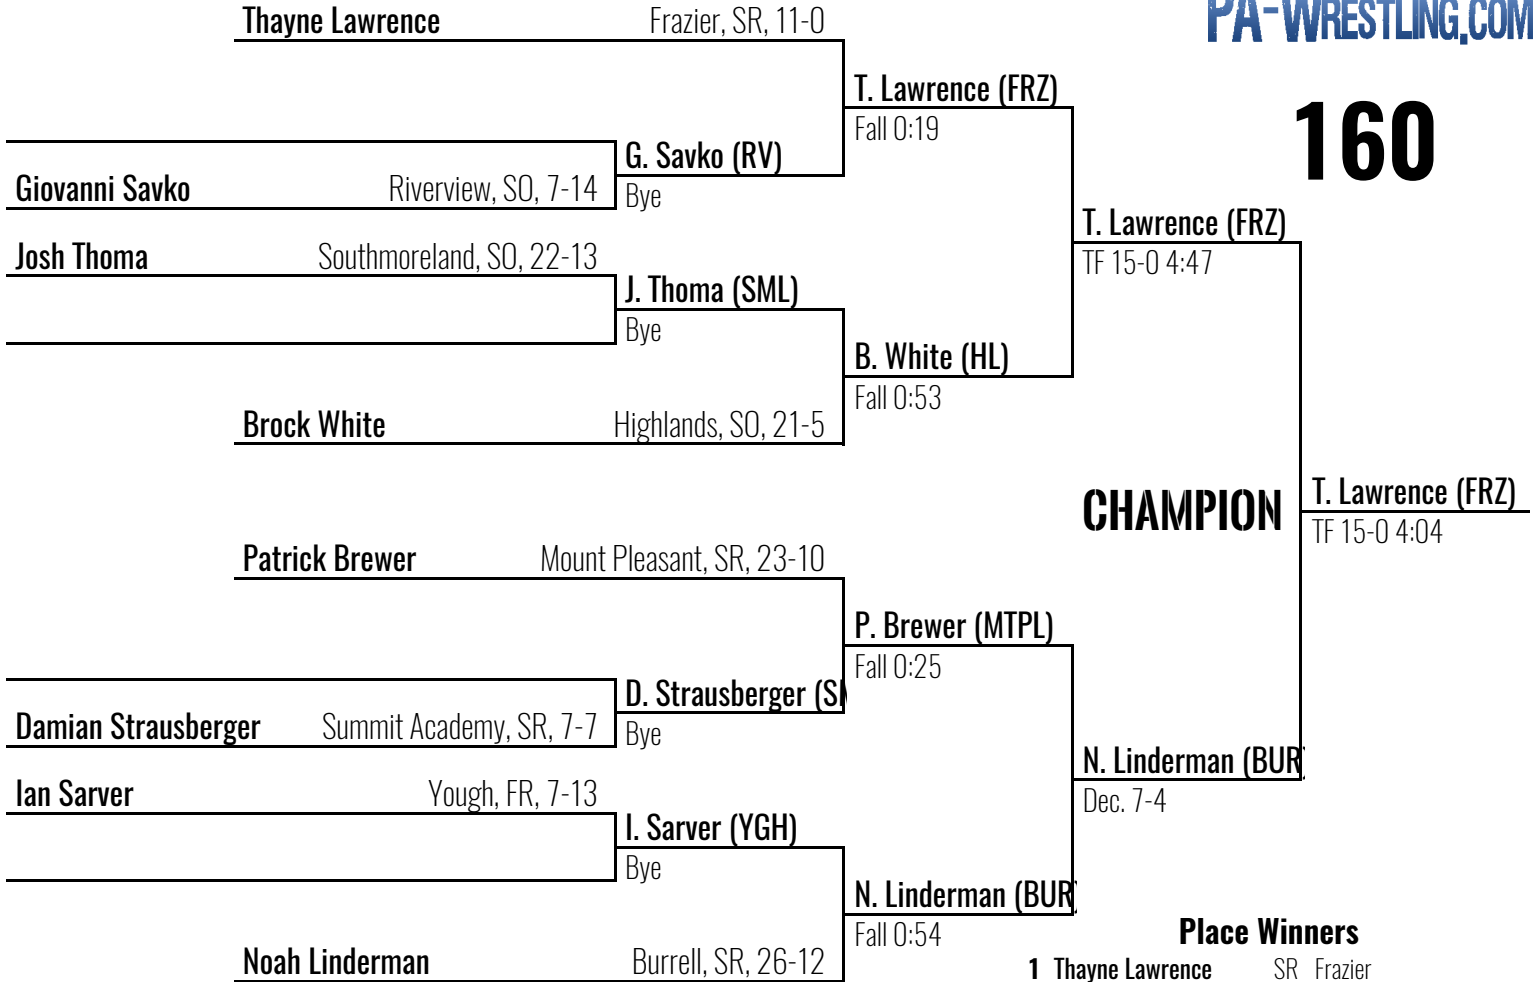 Thayne Lawrence Frazier, SR, 11-0
PA-WRESTLING.COM
T. Lawrence (FRZ)
Fall 0:19
160
G. Savko (RV)
Giovanni Savko Riverview, SO, 7-14
Bye
T. Lawrence (FRZ)
TF 15-0 4:47
Josh Thoma Southmoreland, SO, 22-13
J. Thoma (SML)
Bye
B. White (HL)
Fall 0:53
Brock White Highlands, SO, 21-5
CHAMPION
T. Lawrence (FRZ)
TF 15-0 4:04
Patrick Brewer Mount Pleasant, SR, 23-10
P. Brewer (MTPL)
Fall 0:25
D. Strausberger
Damian Strausberger Summit Academy, SR, 7-7
Bye
N. Linderman (BUR)
Dec. 7-4
Ian Sarver Yough, FR, 7-13
I. Sarver (YGH)
Bye
N. Linderman (BUR)
Fall 0:54
Noah Linderman Burrell, SR, 26-12
Place Winners
1 Thayne Lawrence SR Frazier